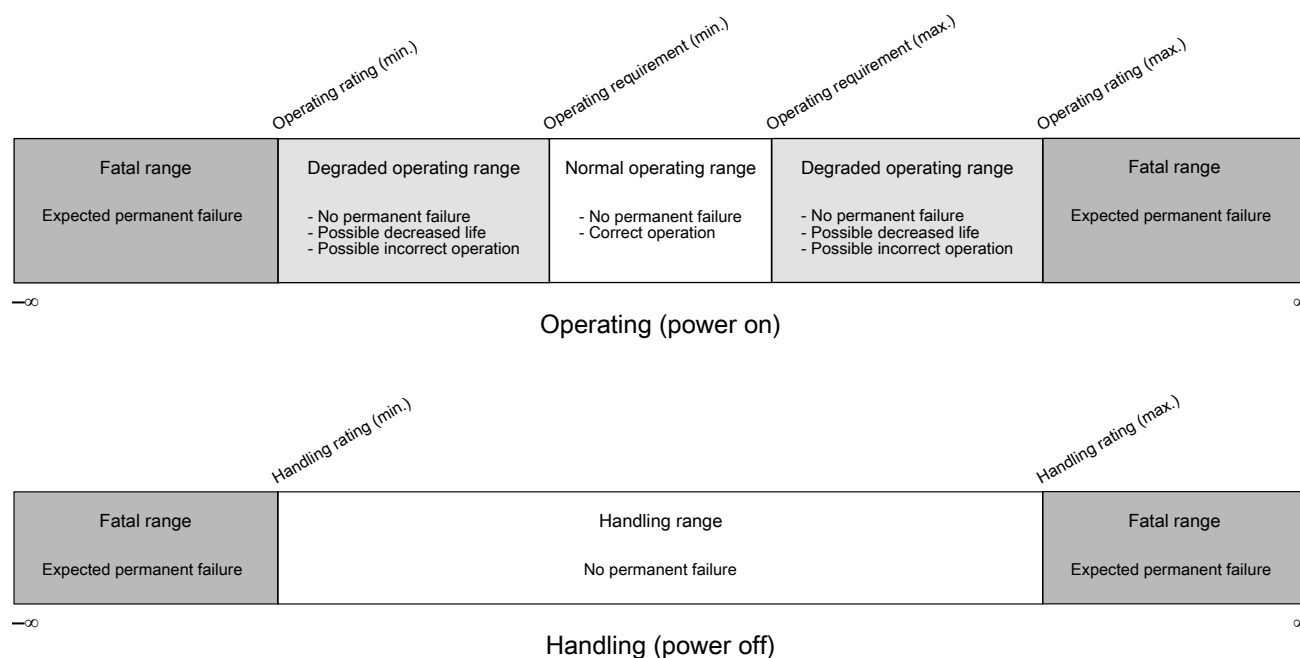 Operating rating (min.)
Operating requirement (min.)
Operating requirement (max.)
Operating rating (max.)
Fatal range
Expected permanent failure
Degraded operating range
- No permanent failure
- Possible decreased life
- Possible incorrect operation
Normal operating range
- No permanent failure
- Correct operation
Degraded operating range
- No permanent failure
- Possible decreased life
- Possible incorrect operation
Fatal range
Expected permanent failure
–∞
∞
Operating (power on)
Handling rating (min.)
Handling rating (max.)
Fatal range
Expected permanent failure
Handling range
No permanent failure
Fatal range
Expected permanent failure
–∞
∞
Handling (power off)